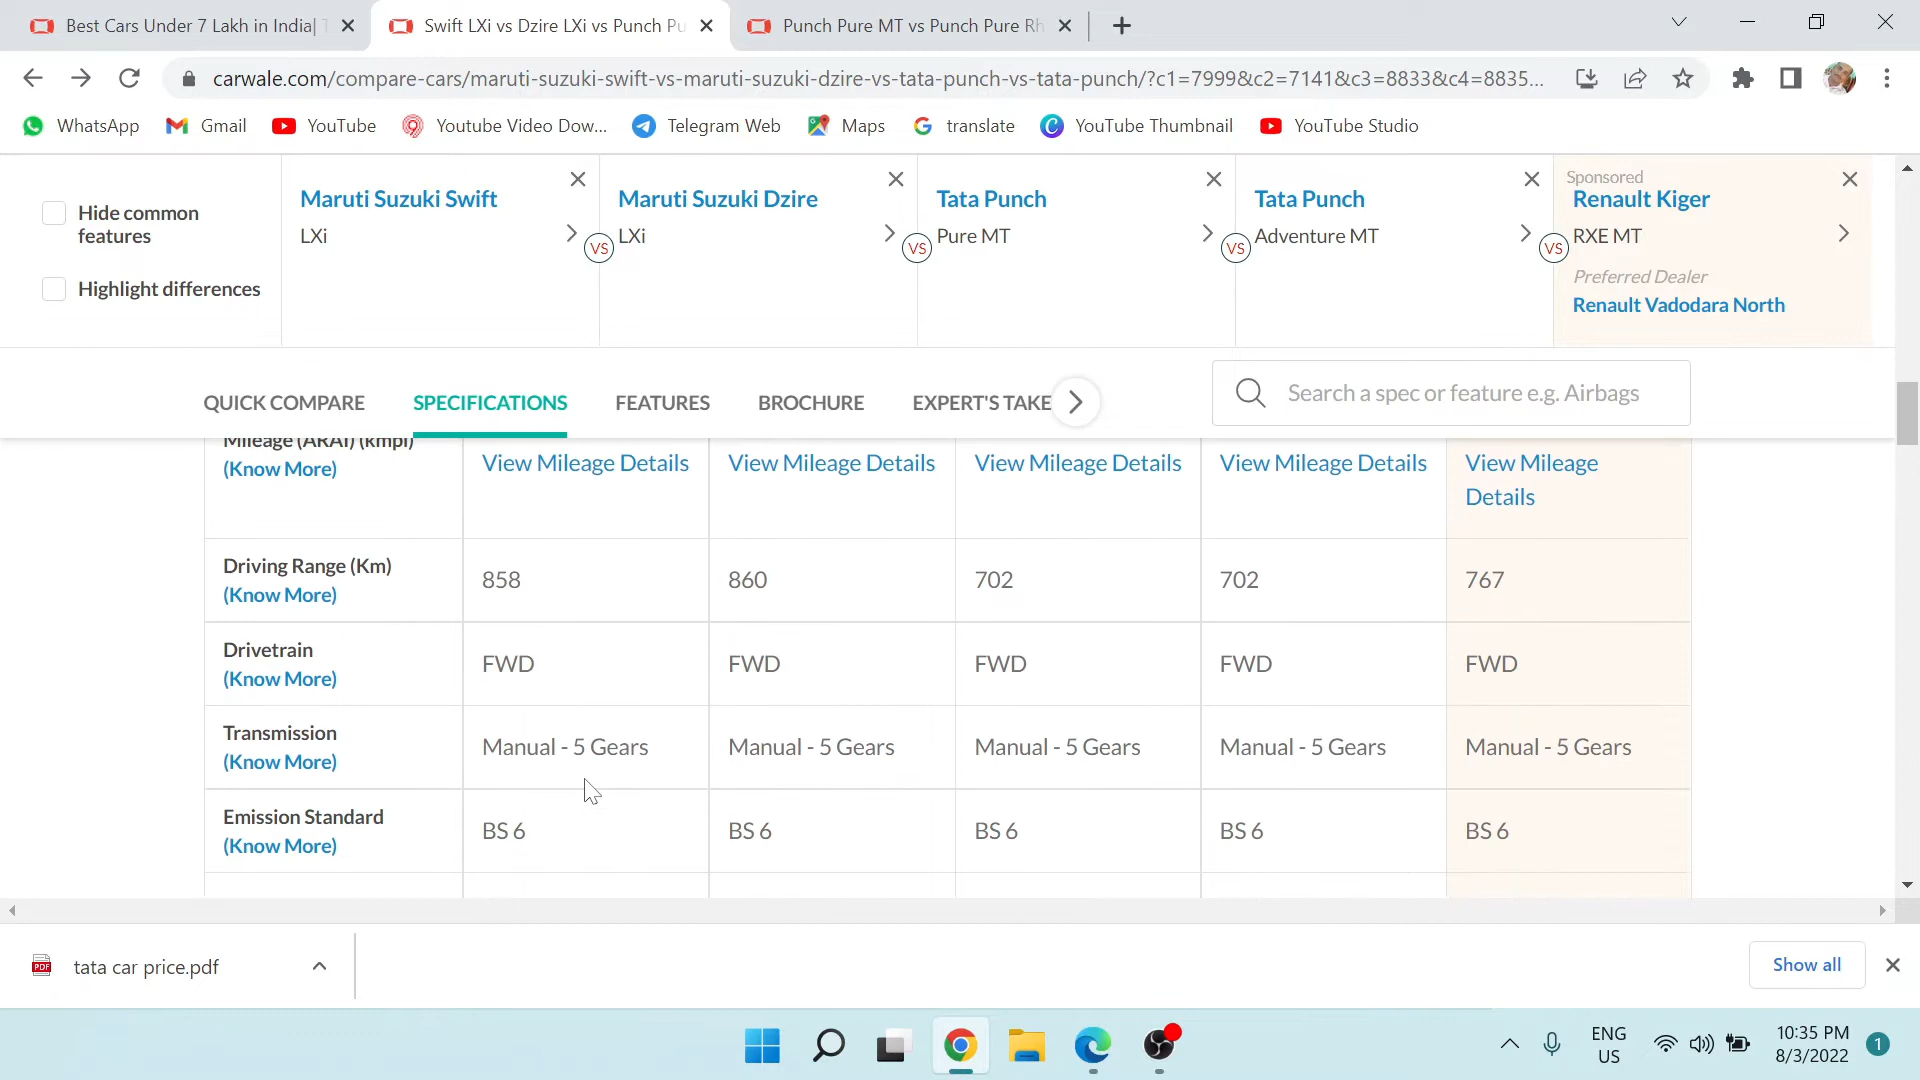 Best Cars Under 7 Lakh in India|
Swift LXi vs Dzire LXi vs Punch Pu
Punch Pure MT vs Punch Pure Rh
carwale.com/compare-cars/maruti-suzuki-swift-vs-maruti-suzuki-dzire-vs-tata-punch-vs-tata-punch/?c1=7999&c2=7141&c3=8833&c4=8835...
WhatsApp
Gmail
YouTube
Youtube Video Dow...
Telegram Web
Maps
translate
YouTube Thumbnail
YouTube Studio
Hide common
features
Highlight differences
Maruti Suzuki Swift
LXi
VS
Maruti Suzuki Dzire
LXi
VS
Tata Punch
Pure MT
VS
Tata Punch
Adventure MT
VS
Sponsored
Renault Kiger
RXE MT
Preferred Dealer
Renault Vadodara North
QUICK COMPARE
SPECIFICATIONS
FEATURES
BROCHURE
EXPERT'S TAKE
Search a spec or feature e.g. Airbags
Mileage (ARAI) (kmpl)
(Know More)
View Mileage Details
View Mileage Details
View Mileage Details
View Mileage Details
View Mileage
Details
Driving Range (Km)
(Know More)
858
860
702
702
767
Drivetrain
(Know More)
FWD
FWD
FWD
FWD
FWD
Transmission
(Know More)
Manual - 5 Gears
Manual - 5 Gears
Manual - 5 Gears
Manual - 5 Gears
Manual - 5 Gears
Emission Standard
(Know More)
BS 6
BS 6
BS 6
BS 6
BS 6
PDF
tata car price.pdf
Show all
ENG
US
10:35 PM
8/3/2022
1